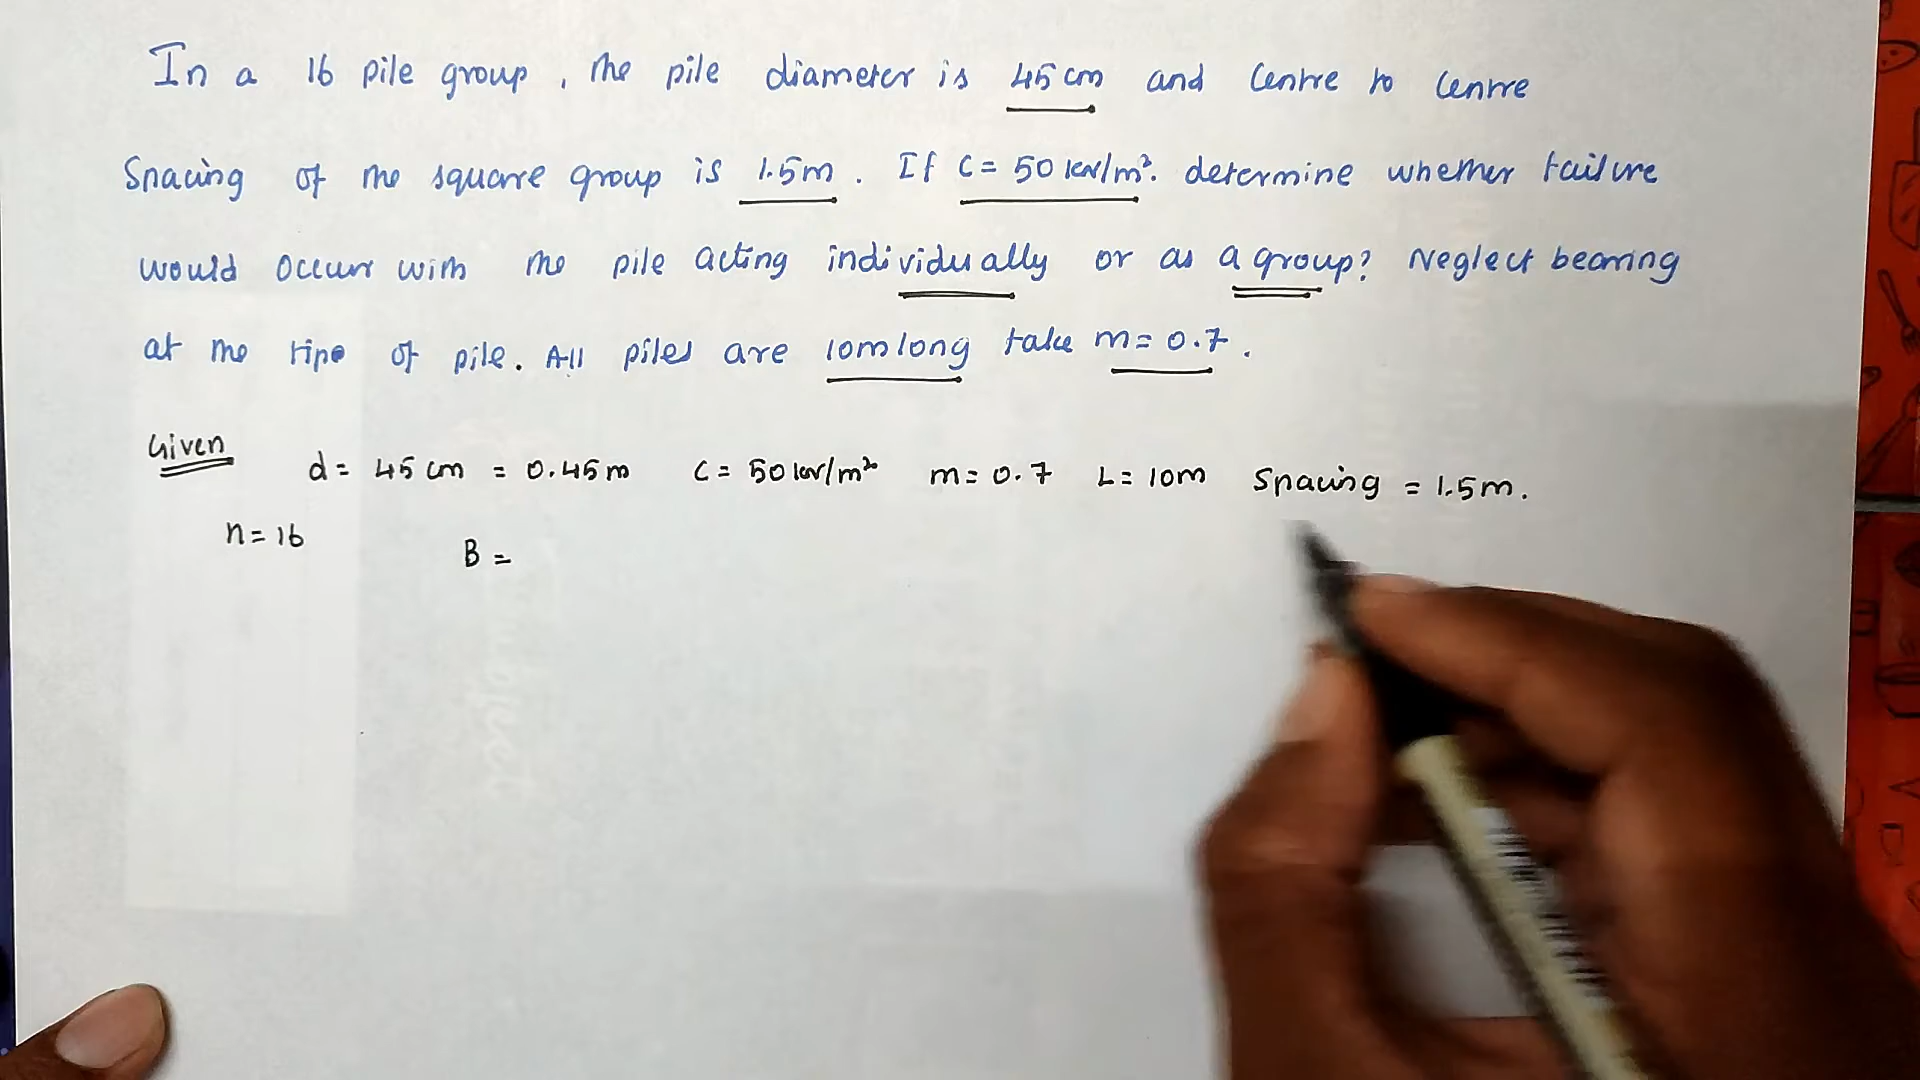 In a 16 pile group, the pile diameter is 45 cm and centre to centre
Spacing of the square group is 1.5m. If C = 50 kN/m². determine whether failure
would occur with the pile acting individually or as a group? Neglect bearing
at the tips of pile. All piles are 10m long take m = 0.7.
Given d = 45 cm = 0.45m C = 50 kN/m² m = 0.7 L = 10m Spacing = 1.5m.
n = 16 B =